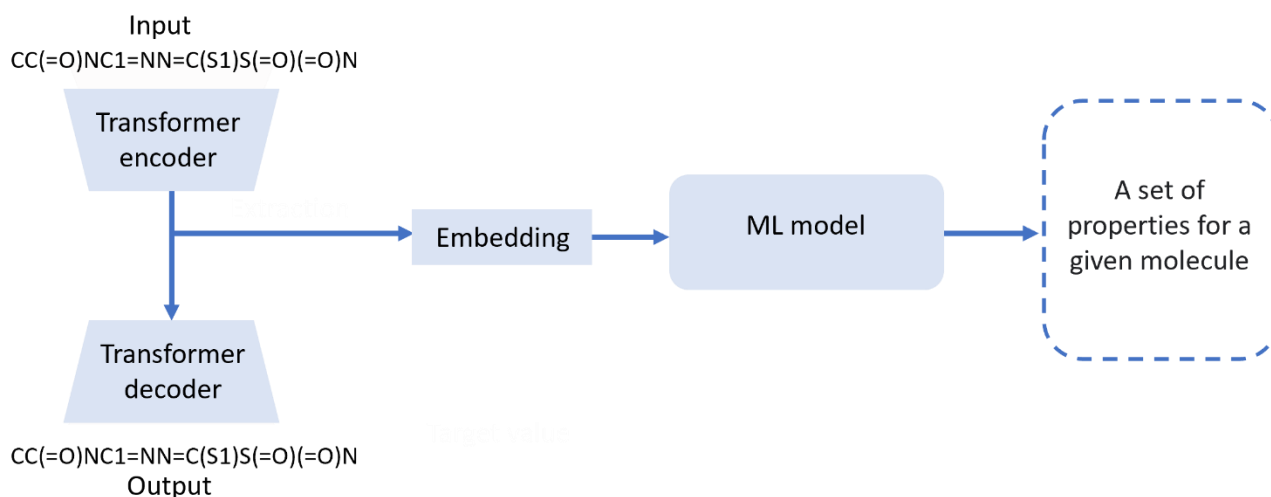 Input
CC(=O)NC1=NN=C(S1)S(=O)(=O)N
Transformer
encoder
Embedding
ML model
A set of
properties for a
given molecule
Transformer
decoder
CC(=O)NC1=NN=C(S1)S(=O)(=O)N
Output